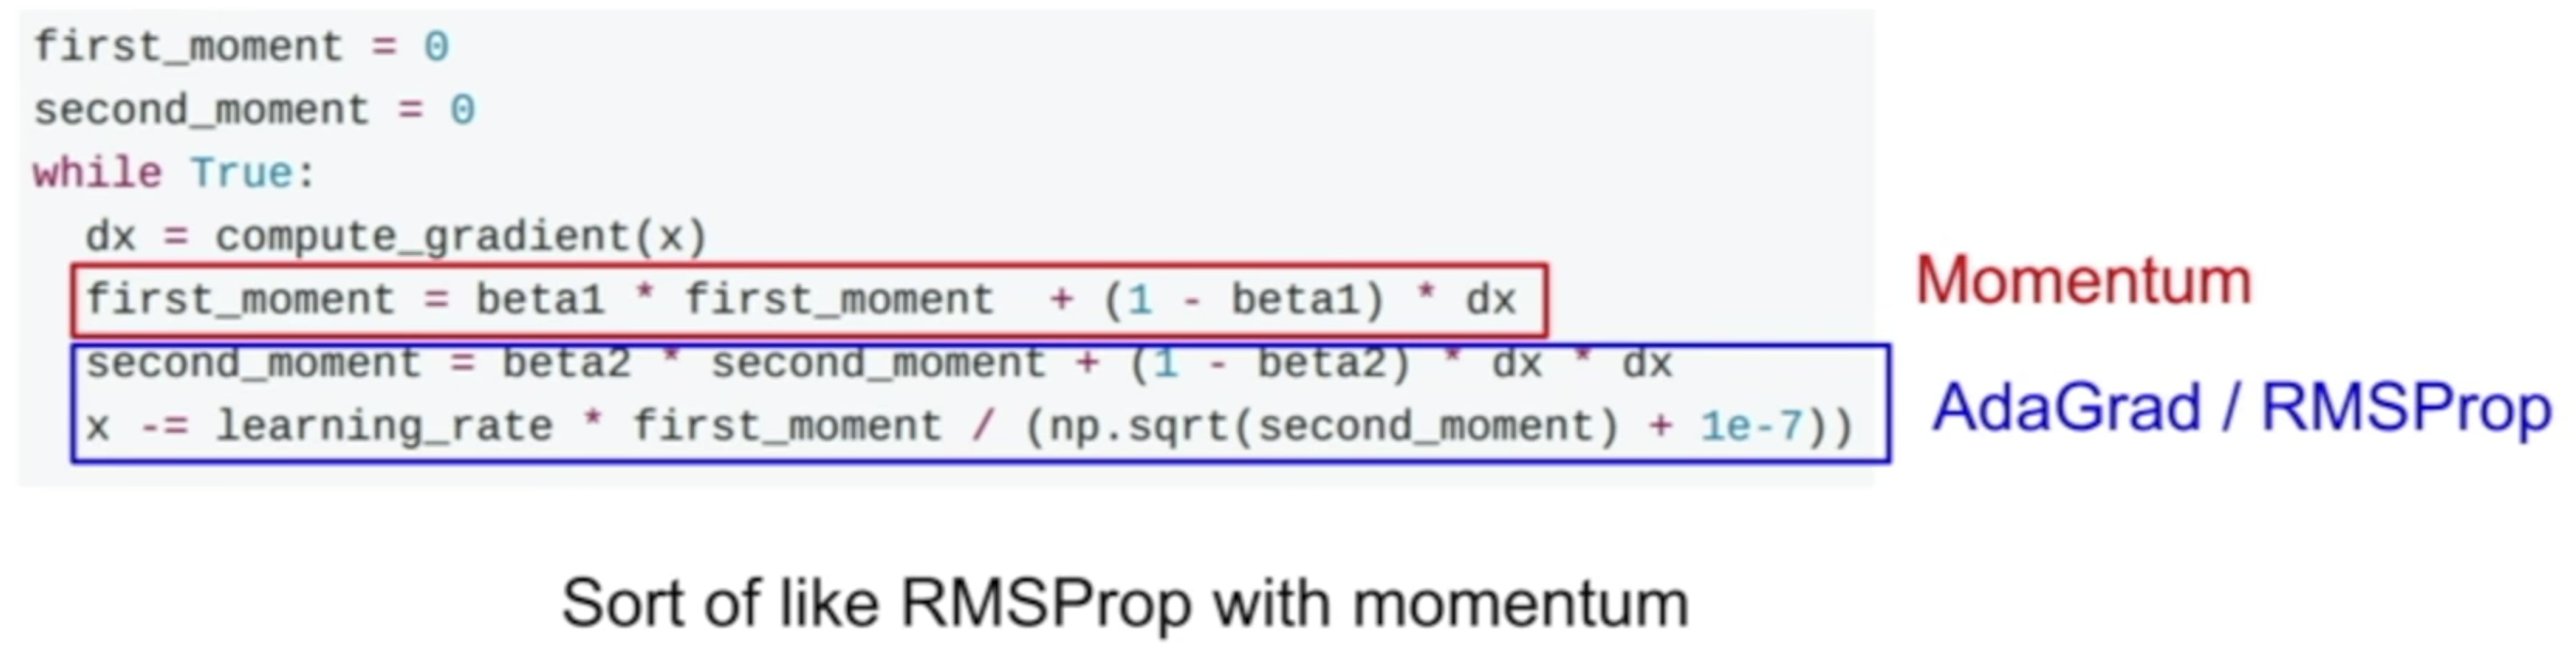 first_moment = 0
second_moment = 0
while True:
dx = compute_gradient(x)
first_moment = beta1 * first_moment + (1 - beta1) * dx
Momentum
second_moment = beta2 * second_moment + (1 - beta2) * dx * dx
x -= learning_rate * first_moment / (np.sqrt(second_moment) + 1e-7))
AdaGrad / RMSProp
Sort of like RMSProp with momentum